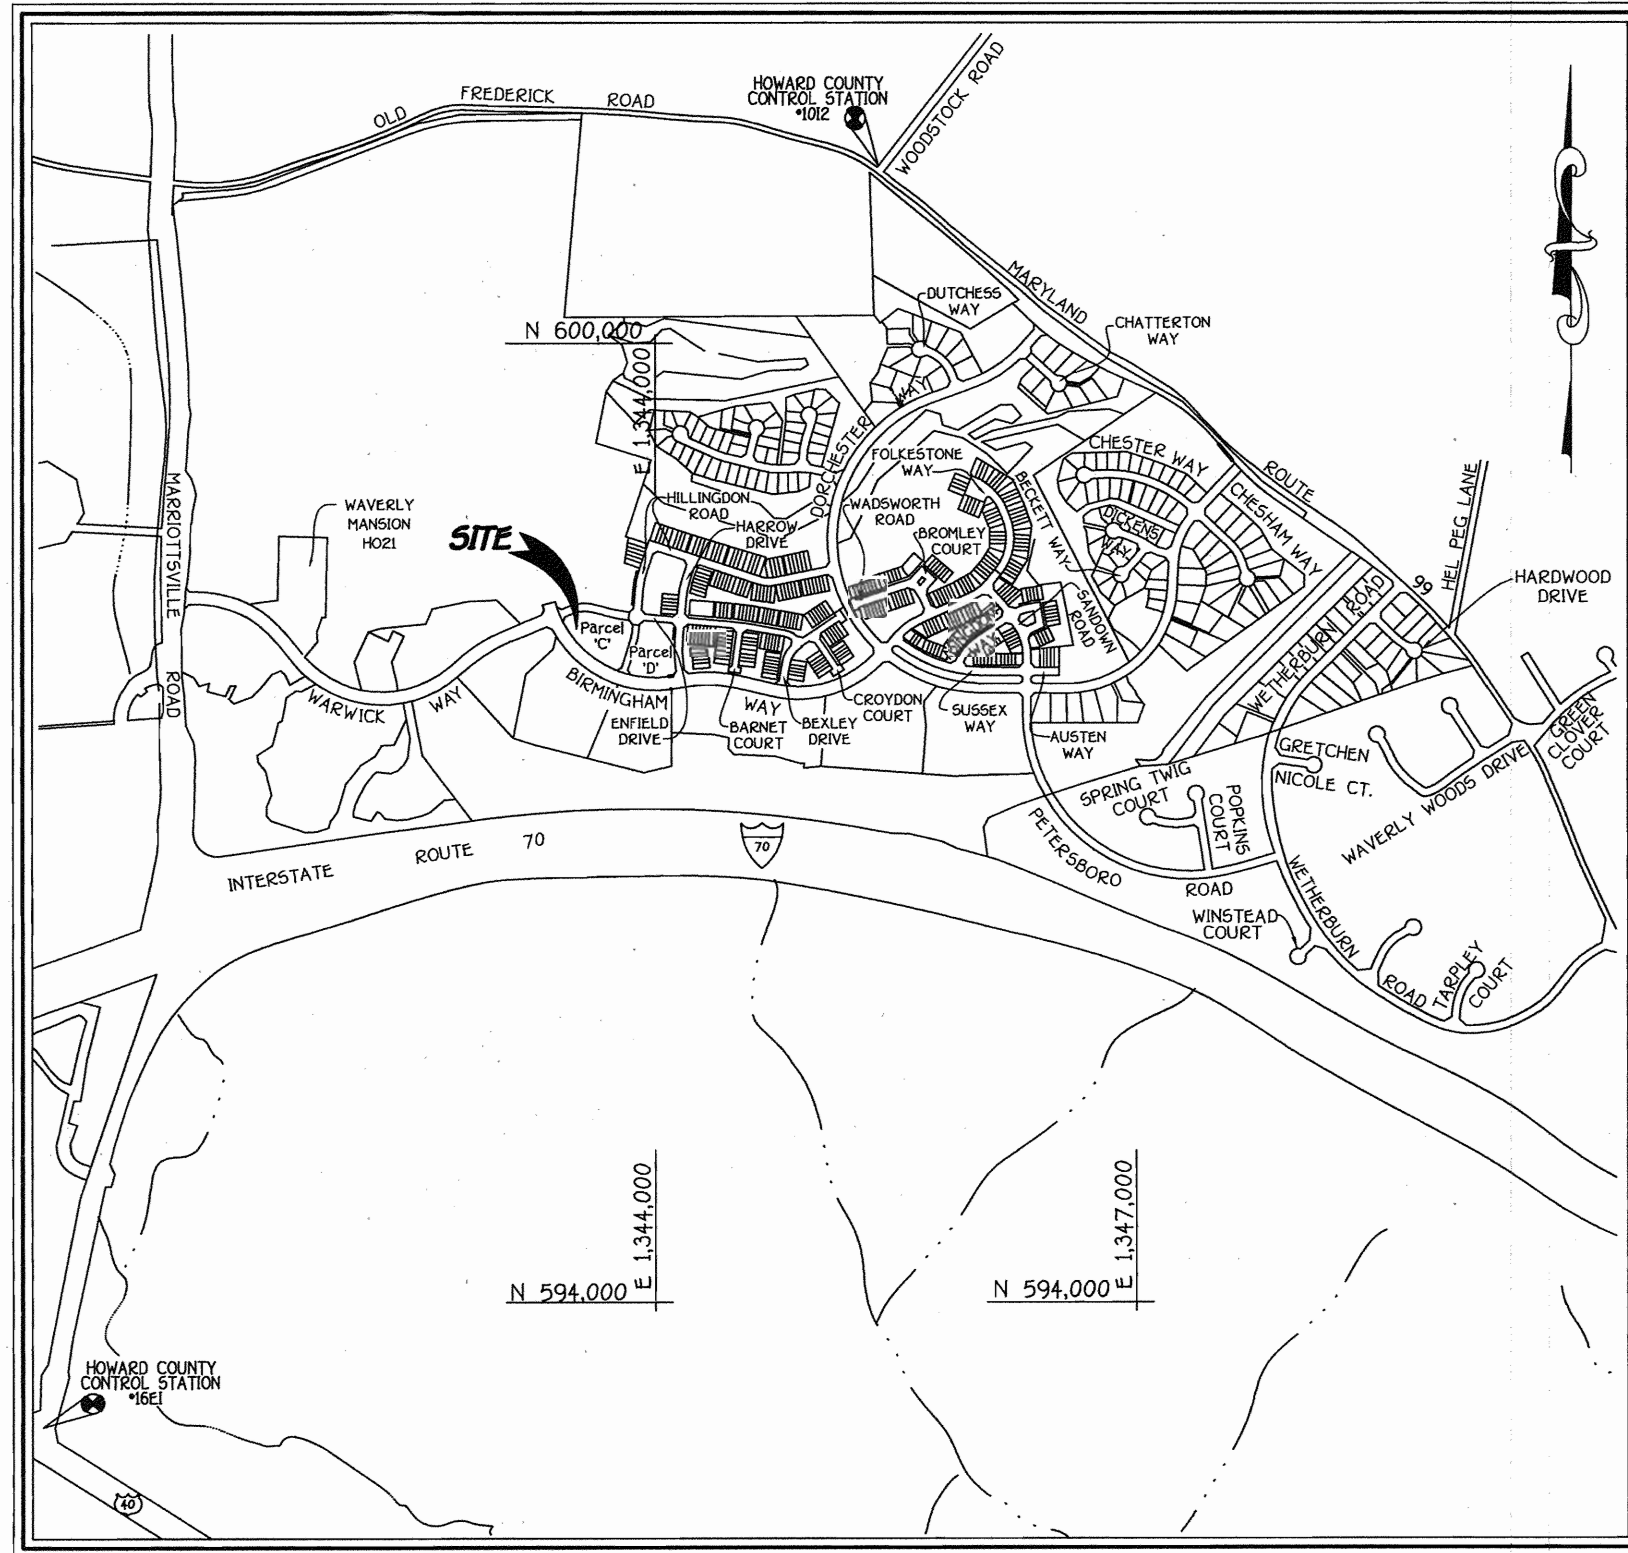 OLD FREDERICK ROAD
HOWARD COUNTY
CONTROL STATION
•1012
WOODSTOCK ROAD
MARYLAND
ROUTE
99
DUTCHESS
WAY
CHATTERTON
WAY
N 600,000
E 1,344,000
DORCHESTER WAY
FOLKESTONE
WAY
BECKETT WAY
CHESTER WAY
CHESHAM WAY
DICKENS
WAY
HEL PEG LANE
MARRIOTTSVILLE ROAD
WAVERLY
MANSION
HO21
SITE
HILLINGDON
ROAD
HARROW
DRIVE
WADSWORTH
ROAD
BROMLEY
COURT
SANDOWN
ROAD
WETHERBURN ROAD
HARDWOOD
DRIVE
Parcel
'C'
Parcel
'D'
WARWICK WAY
BIRMINGHAM WAY
ENFIELD
DRIVE
BARNET
COURT
BEXLEY
DRIVE
CROYDON
COURT
SUSSEX
WAY
AUSTEN
WAY
GREEN
CLOVER
COURT
GRETCHEN
NICOLE CT.
SPRING TWIG
COURT
POPKINS
COURT
WAVERLY WOODS DRIVE
PETERSBORO ROAD
INTERSTATE ROUTE 70
70
WINSTEAD
COURT
WETHERBURN ROAD
TARPLEY
COURT
E 1,344,000
N 594,000
E 1,347,000
N 594,000
HOWARD COUNTY
CONTROL STATION
•16E1
40